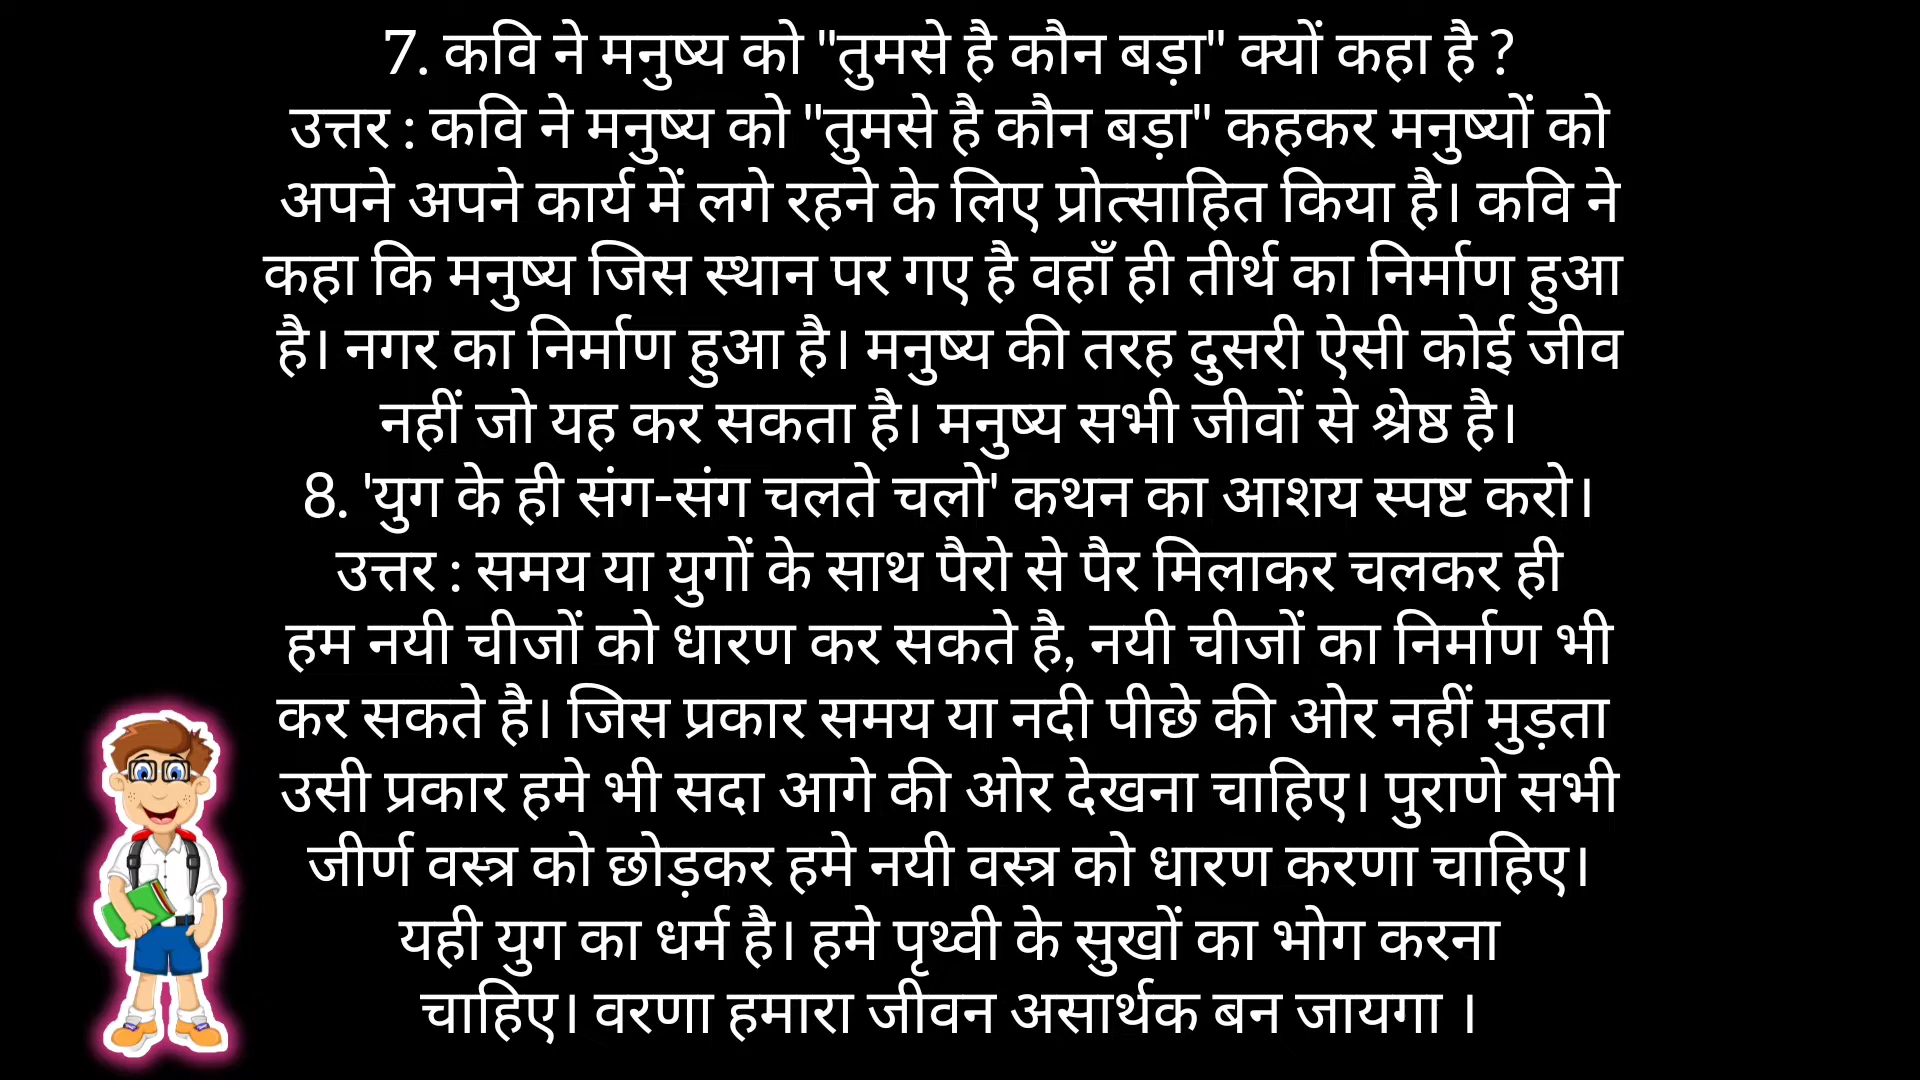 7. कवि ने मनुष्य को "तुमसे है कौन बड़ा" क्यों कहा है ?
उत्तर : कवि ने मनुष्य को "तुमसे है कौन बड़ा" कहकर मनुष्यों को
अपने अपने कार्य में लगे रहने के लिए प्रोत्साहित किया है। कवि ने
कहा कि मनुष्य जिस स्थान पर गए है वहाँ ही तीर्थ का निर्माण हुआ
है। नगर का निर्माण हुआ है। मनुष्य की तरह दुसरी ऐसी कोई जीव
नहीं जो यह कर सकता है। मनुष्य सभी जीवों से श्रेष्ठ है।
8. 'युग के ही संग-संग चलते चलो' कथन का आशय स्पष्ट करो।
उत्तर : समय या युगों के साथ पैरो से पैर मिलाकर चलकर ही
हम नयी चीजों को धारण कर सकते है, नयी चीजों का निर्माण भी
कर सकते है। जिस प्रकार समय या नदी पीछे की ओर नहीं मुड़ता
उसी प्रकार हमे भी सदा आगे की ओर देखना चाहिए। पुराणे सभी
जीर्ण वस्त्र को छोड़कर हमे नयी वस्त्र को धारण करणा चाहिए।
यही युग का धर्म है। हमे पृथ्वी के सुखों का भोग करना
चाहिए। वरणा हमारा जीवन असार्थक बन जायगा ।